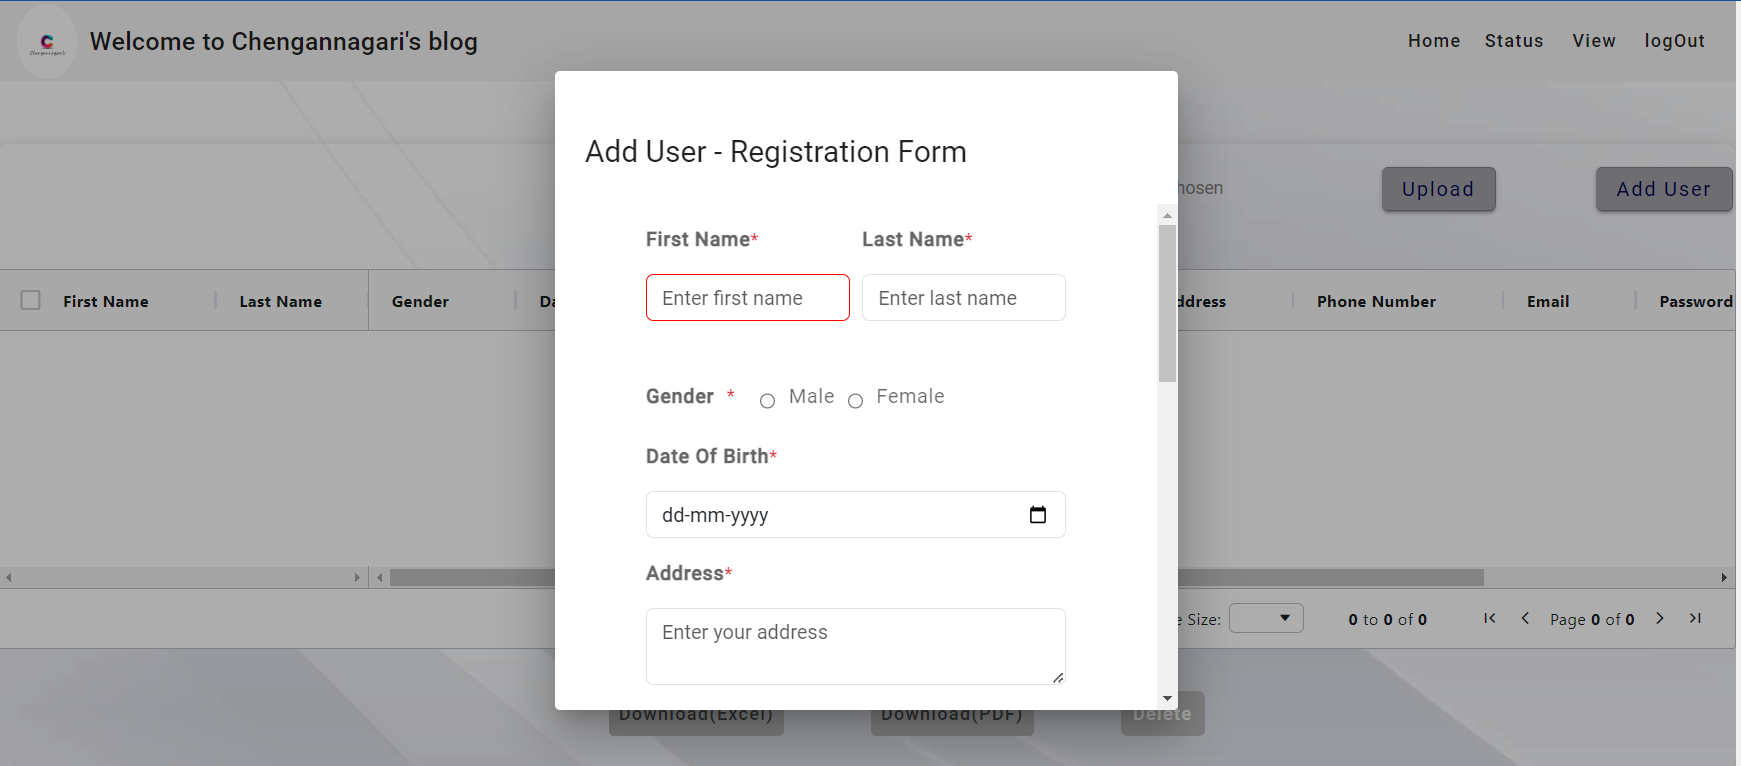 Welcome to Chengannagari's blog
Home Status View logOut
Add User - Registration Form
hosen Upload Add User
First Name* Last Name*
Enter first name Enter last name
First Name Last Name Gender Da ddress Phone Number Email Password
Gender * Male Female
Date Of Birth*
dd-mm-yyyy
Address*
Enter your address
e Size: 0 to 0 of 0 Page 0 of 0
Download(Excel) Download(PDF) Delete